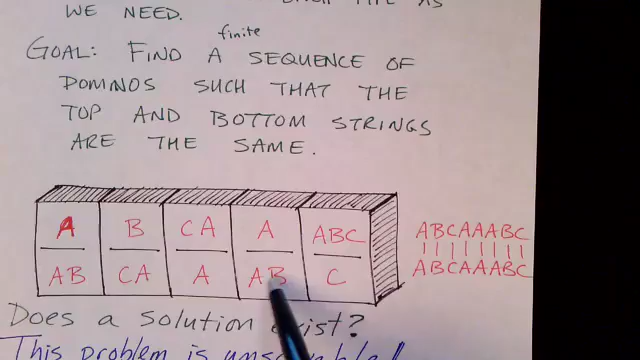 WE NEED.
GOAL: FIND A finite SEQUENCE OF
DOMINOS SUCH THAT THE
TOP AND BOTTOM STRINGS
ARE THE SAME.
A B CA A ABC
AB CA A AB C
ABCAAABC
ABCAAABC
Does a solution exist?
This problem is